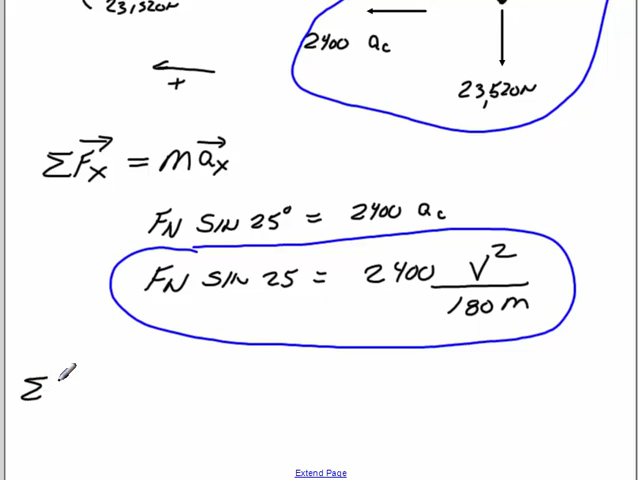 23,520N
2400 ac
23,520N
+
ΣFx = max
FN SIN 25° = 2400 ac
FN SIN 25 = 2400 V²/180 m
Σ
Extend Page